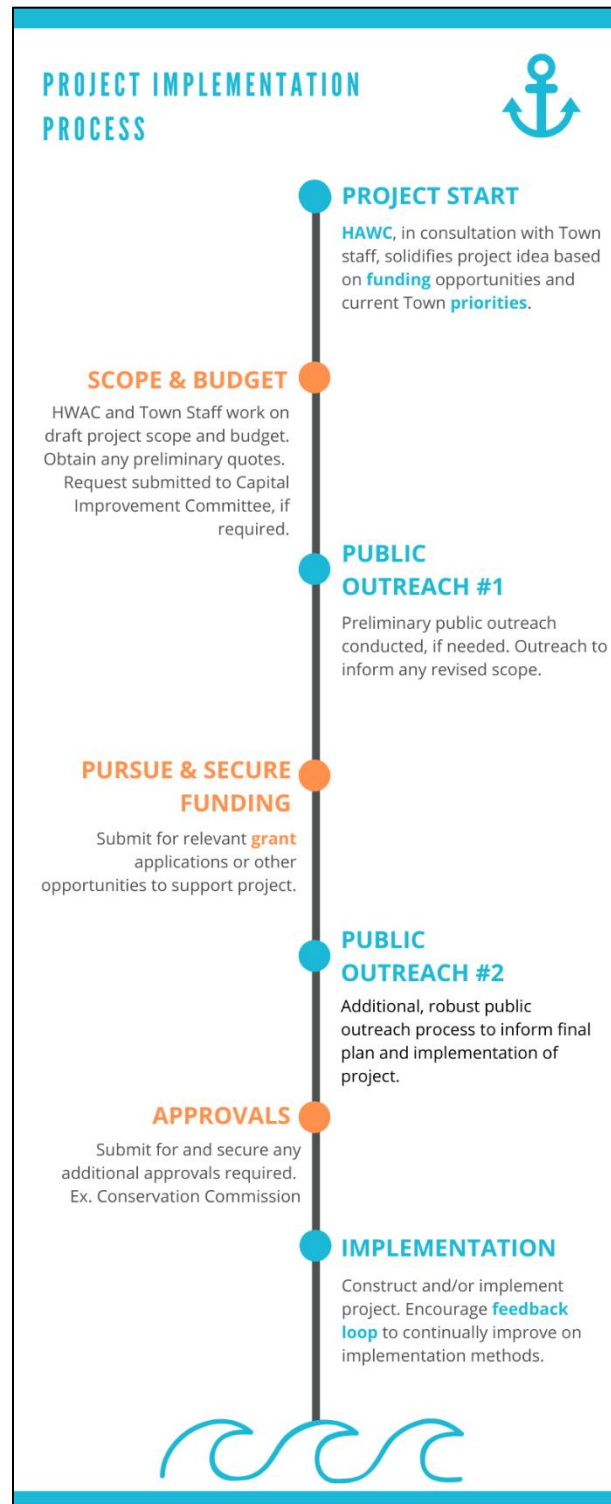 PROJECT IMPLEMENTATION
PROCESS
PROJECT START
HAWC, in consultation with Town
staff, solidifies project idea based
on funding opportunities and
current Town priorities.
SCOPE & BUDGET
HWAC and Town Staff work on
draft project scope and budget.
Obtain any preliminary quotes.
Request submitted to Capital
Improvement Committee, if
required.
PUBLIC
OUTREACH #1
Preliminary public outreach
conducted, if needed. Outreach to
inform any revised scope.
PURSUE & SECURE
FUNDING
Submit for relevant grant
applications or other
opportunities to support project.
PUBLIC
OUTREACH #2
Additional, robust public
outreach process to inform final
plan and implementation of
project.
APPROVALS
Submit for and secure any
additional approvals required.
Ex. Conservation Commission
IMPLEMENTATION
Construct and/or implement
project. Encourage feedback
loop to continually improve on
implementation methods.